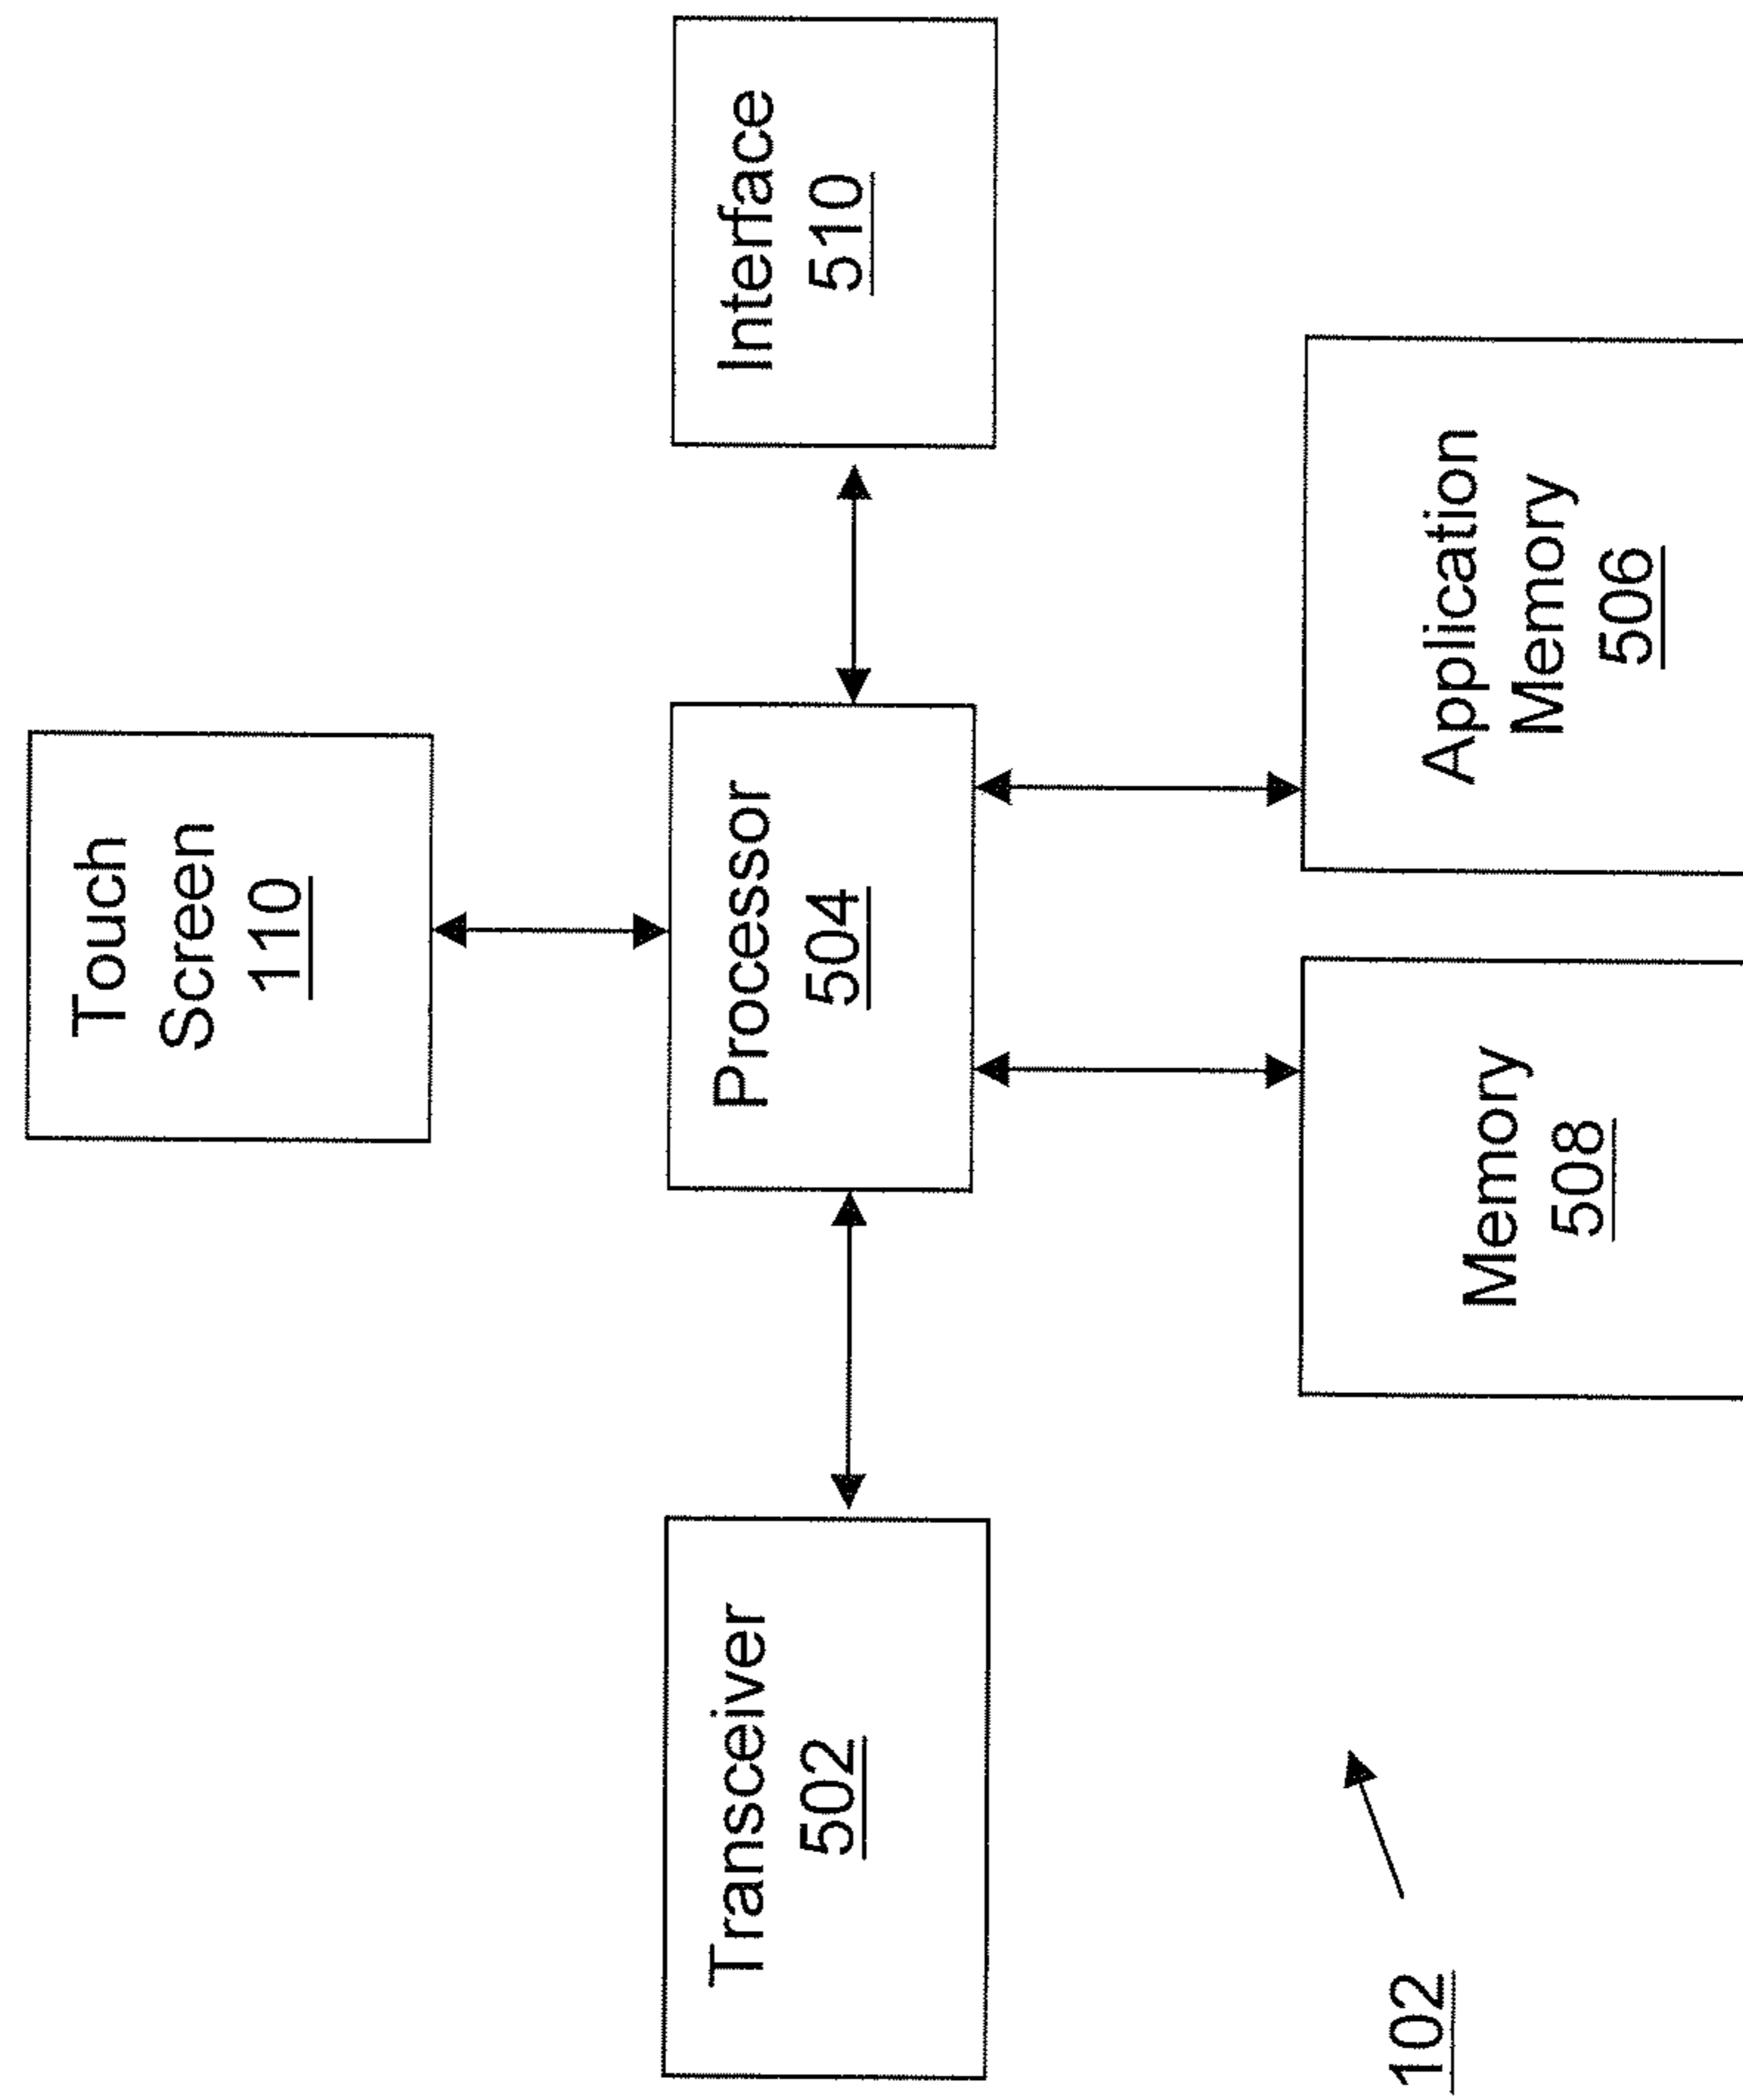 Touch
Screen
110
Transceiver
502
Processor
504
Interface
510
Memory
508
Application
Memory
506
102